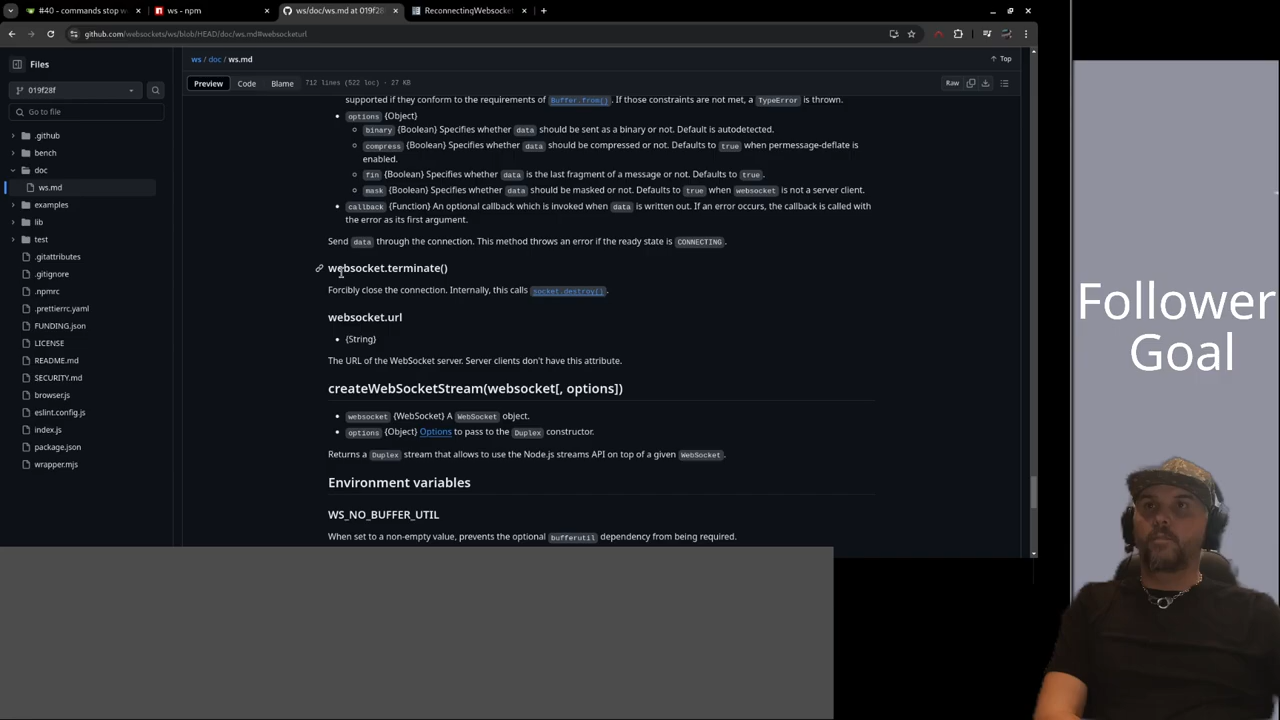 #40 - commands stop w
ws - npm
ws/doc/ws.md at 019f28f
ReconnectingWebsocket
github.com/websockets/ws/blob/HEAD/doc/ws.md#websocketurl
Files
ws / doc / ws.md
Top
019f28f
Preview
Code
Blame
712 lines (522 loc) · 27 KB
Raw
Go to file
.github
bench
doc
ws.md
examples
lib
test
.gitattributes
.gitignore
.npmrc
.prettierrc.yaml
FUNDING.json
LICENSE
README.md
SECURITY.md
browser.js
eslint.config.js
index.js
package.json
wrapper.mjs
supported if they conform to the requirements of Buffer.from(). If those constraints are not met, a TypeError is thrown.
options {Object}
binary {Boolean} Specifies whether data should be sent as a binary or not. Default is autodetected.
compress {Boolean} Specifies whether data should be compressed or not. Defaults to true when permessage-deflate is
enabled.
fin {Boolean} Specifies whether data is the last fragment of a message or not. Defaults to true.
mask {Boolean} Specifies whether data should be masked or not. Defaults to true when websocket is not a server client.
callback {Function} An optional callback which is invoked when data is written out. If an error occurs, the callback is called with
the error as its first argument.
Send data through the connection. This method throws an error if the ready state is CONNECTING.
websocket.terminate()
Forcibly close the connection. Internally, this calls socket.destroy().
websocket.url
{String}
The URL of the WebSocket server. Server clients don't have this attribute.
createWebSocketStream(websocket[, options])
websocket {WebSocket} A WebSocket object.
options {Object} Options to pass to the Duplex constructor.
Returns a Duplex stream that allows to use the Node.js streams API on top of a given WebSocket.
Environment variables
WS_NO_BUFFER_UTIL
When set to a non-empty value, prevents the optional bufferutil dependency from being required.
Follower
Goal